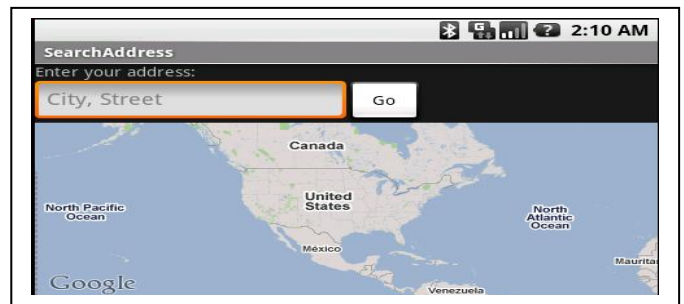 2:10 AM
SearchAddress
Enter your address:
City, Street
Go
Canada
United
States
North Pacific
Ocean
North
Atlantic
Ocean
México
Google
Venezuela